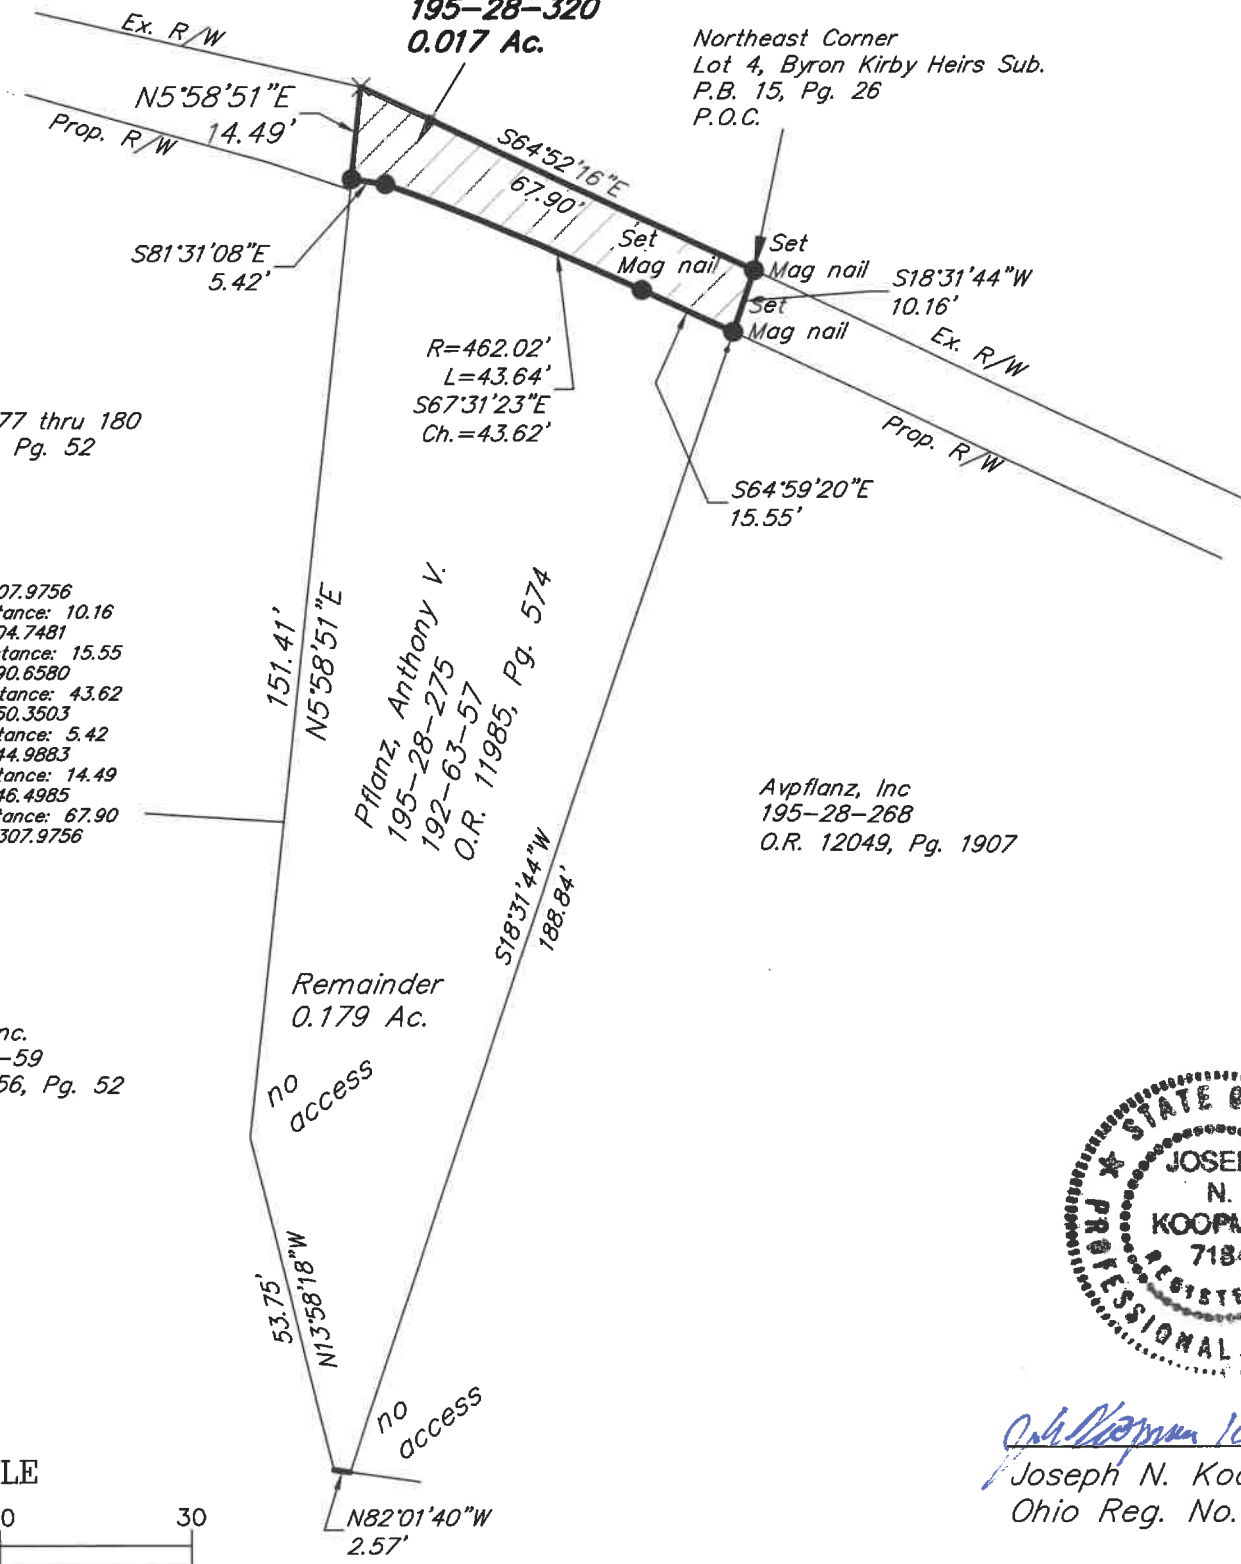 195-28-320
0.017 Ac.
Ex. R/W
Northeast Corner
Lot 4, Byron Kirby Heirs Sub.
P.B. 15, Pg. 26
P.O.C.
N5°58'51"E
14.49'
Prop. R/W
S64°52'16"E
67.90'
S81°31'08"E
5.42'
Set
Mag nail
Set
Mag nail
S18°31'44"W
10.16'
Set
Mag nail
Ex. R/W
R=462.02'
L=43.64'
S67°31'23"E
Ch.=43.62'
77 thru 180
Pg. 52
Prop. R/W
S64°59'20"E
15.55'
07.9756
tance: 10.16
04.7481
stance: 15.55
90.6580
tance: 43.62
50.3503
tance: 5.42
44.9883
tance: 14.49
46.4985
tance: 67.90
307.9756
151.41'
N5°58'51"E
Pflanz, Anthony V.
195-28-275
192-63-57
O.R. 11985, Pg. 574
Avpflanz, Inc
195-28-268
O.R. 12049, Pg. 1907
S18°31'44"W
188.84'
Remainder
0.179 Ac.
no
access
nc.
-59
56, Pg. 52
STATE O
JOSE
N.
KOOPM
718
REGISTE
PROFESSIONAL
53.75'
N13°58'18"W
no
access
Joseph N. Koo
Ohio Reg. No.
LE
0 30
N82°01'40"W
2.57'